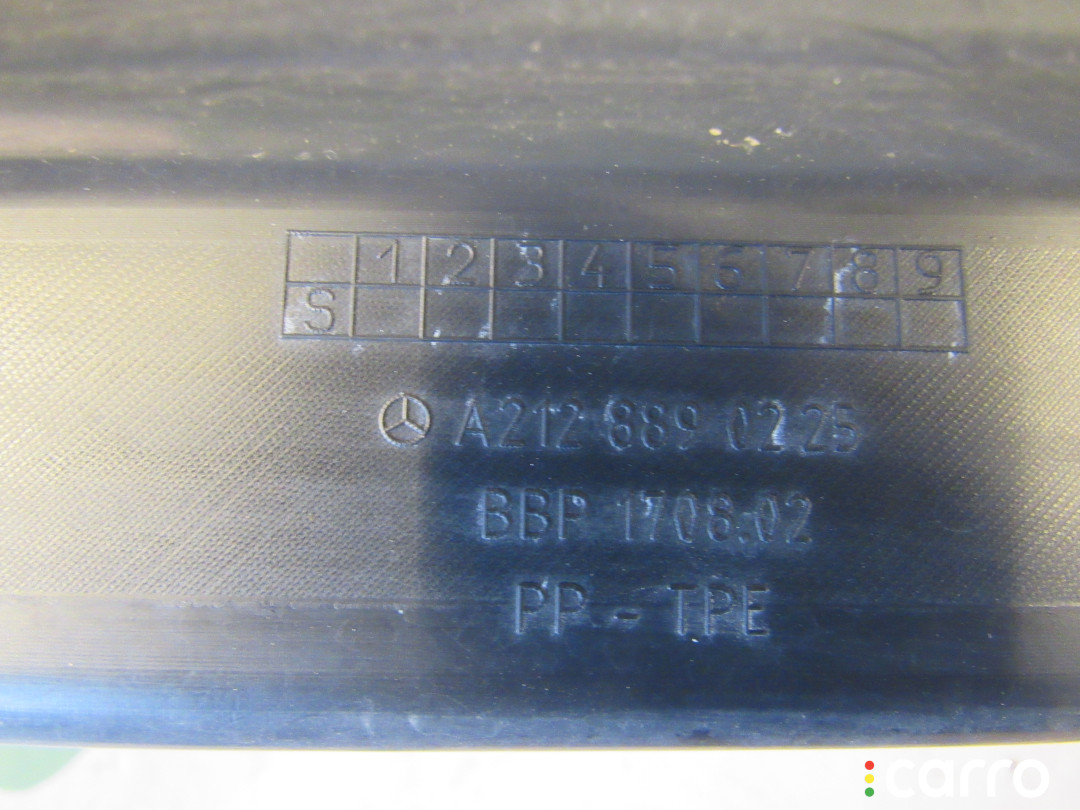 1 2 3 4 5 6 7 8 9
S
A212 889 02 25
BBP 1708.02
PP - TPE
carro